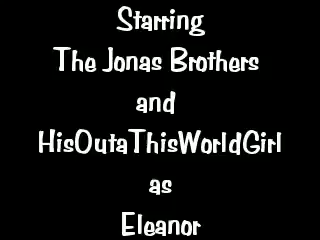 Starring
The Jonas Brothers
and
HisOutaThisWorldGirl
as
Eleanor